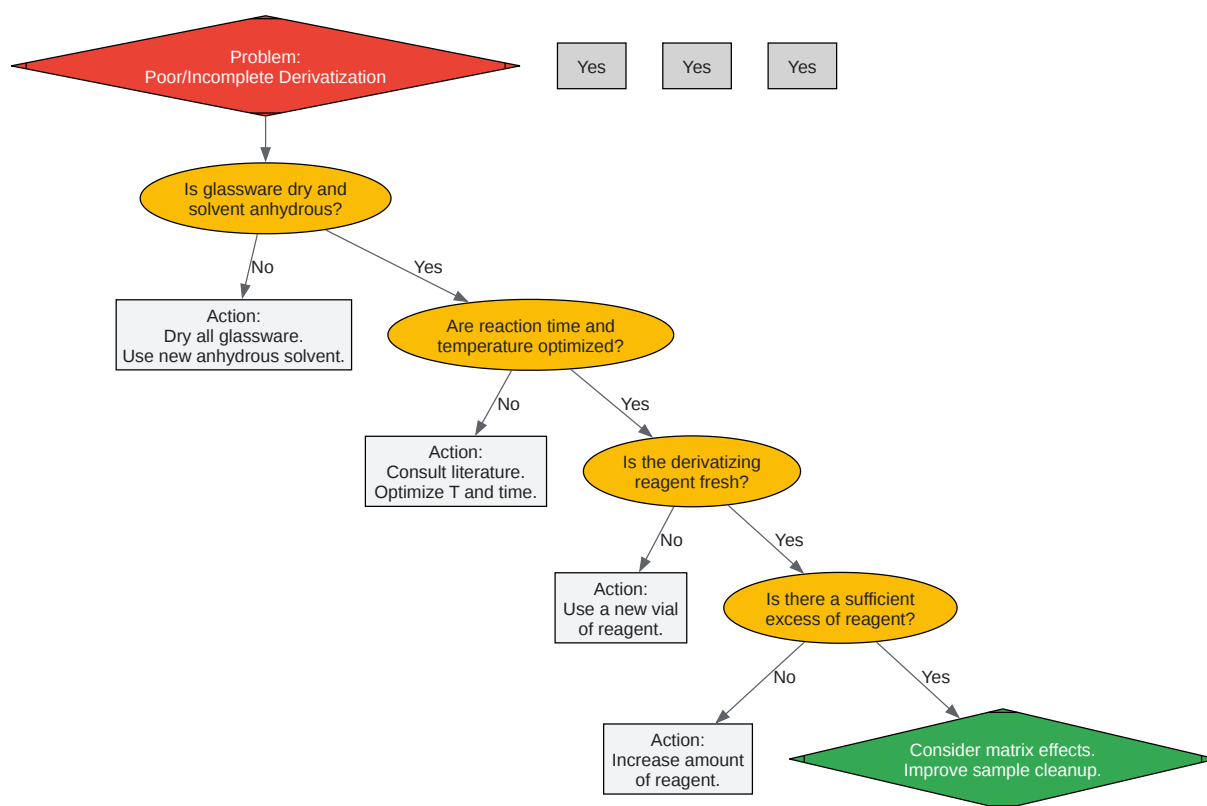 Problem:
Poor/Incomplete Derivatization
Yes
Yes
Yes
Is glassware dry and
solvent anhydrous?
No
Yes
Action:
Dry all glassware.
Use new anhydrous solvent.
Are reaction time and
temperature optimized?
No
Yes
Action:
Consult literature.
Optimize T and time.
Is the derivatizing
reagent fresh?
No
Yes
Action:
Use a new vial
of reagent.
Is there a sufficient
excess of reagent?
No
Yes
Action:
Increase amount
of reagent.
Consider matrix effects.
Improve sample cleanup.